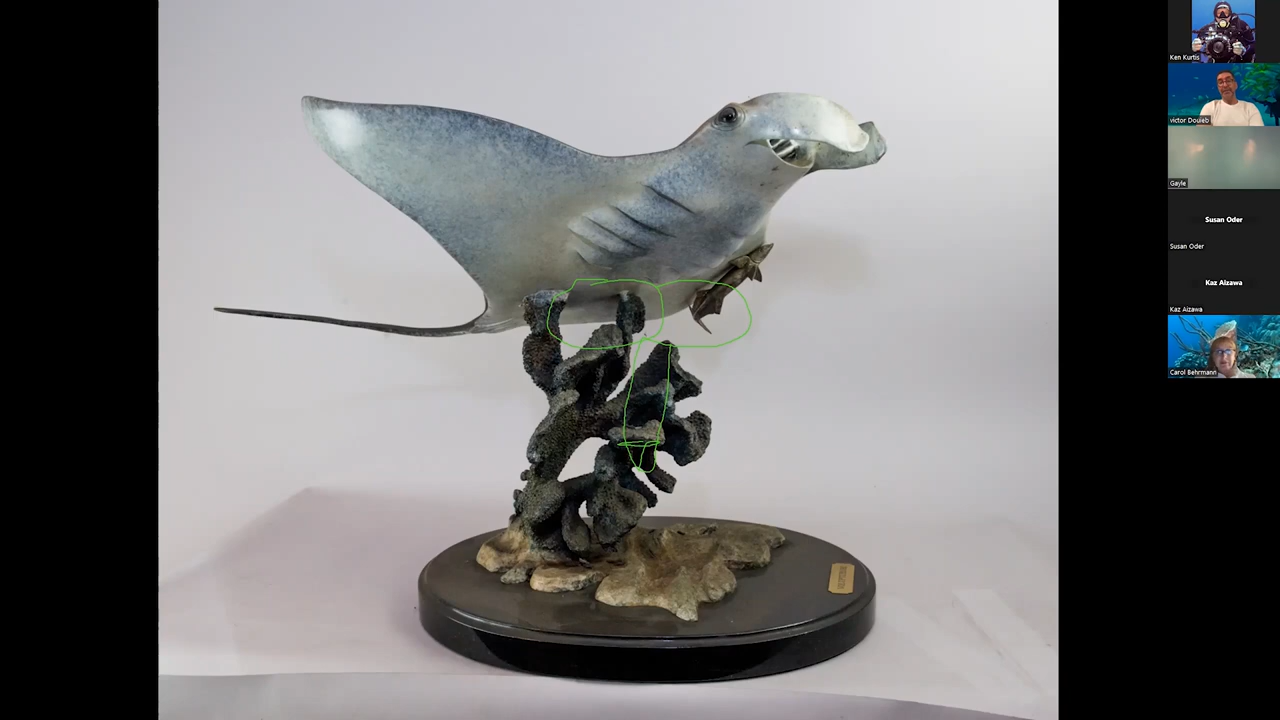 Ken Kurtis
victor Douieb
Gayle
Susan Oder
Susan Oder
Kaz Aizawa
Kaz Aizawa
Carol Behrmann